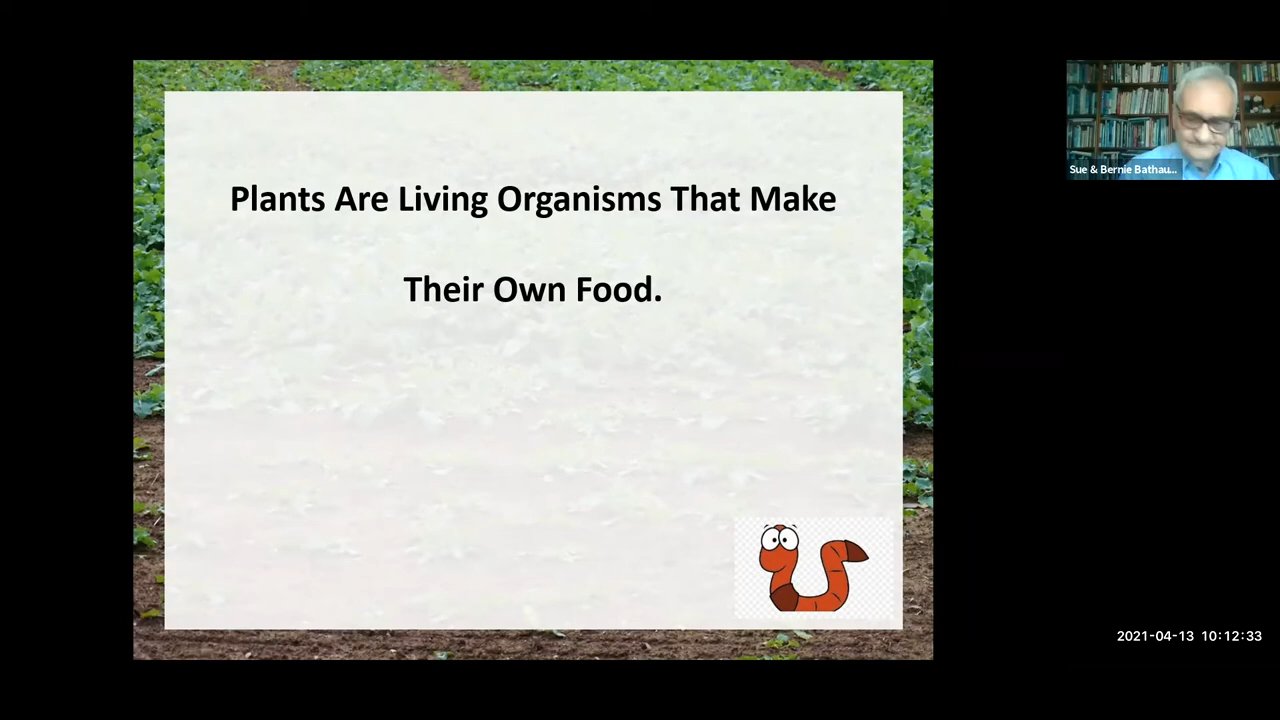 Plants Are Living Organisms That Make
Their Own Food.
Sue & Bernie Bathau...
2021-04-13 10:12:33